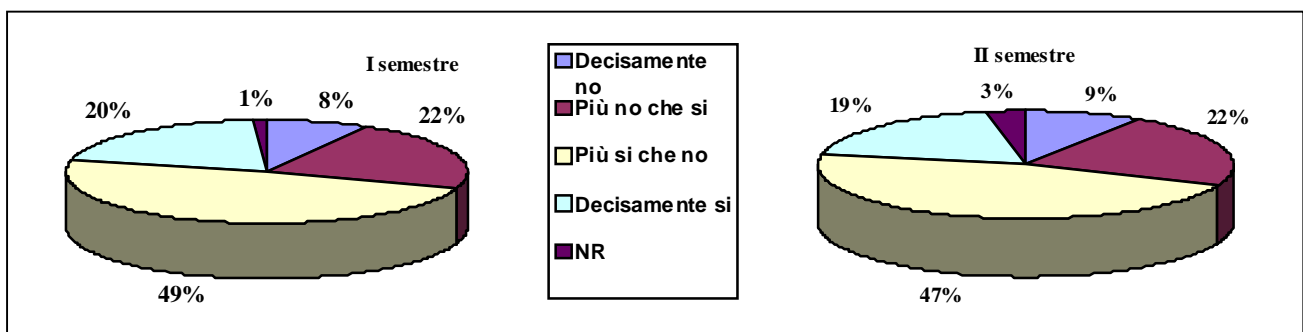 I semestre
20%
1%
8%
22%
49%
Decisamente
no
Più no che si
Più si che no
Decisamente si
NR
II semestre
19%
3%
9%
22%
47%